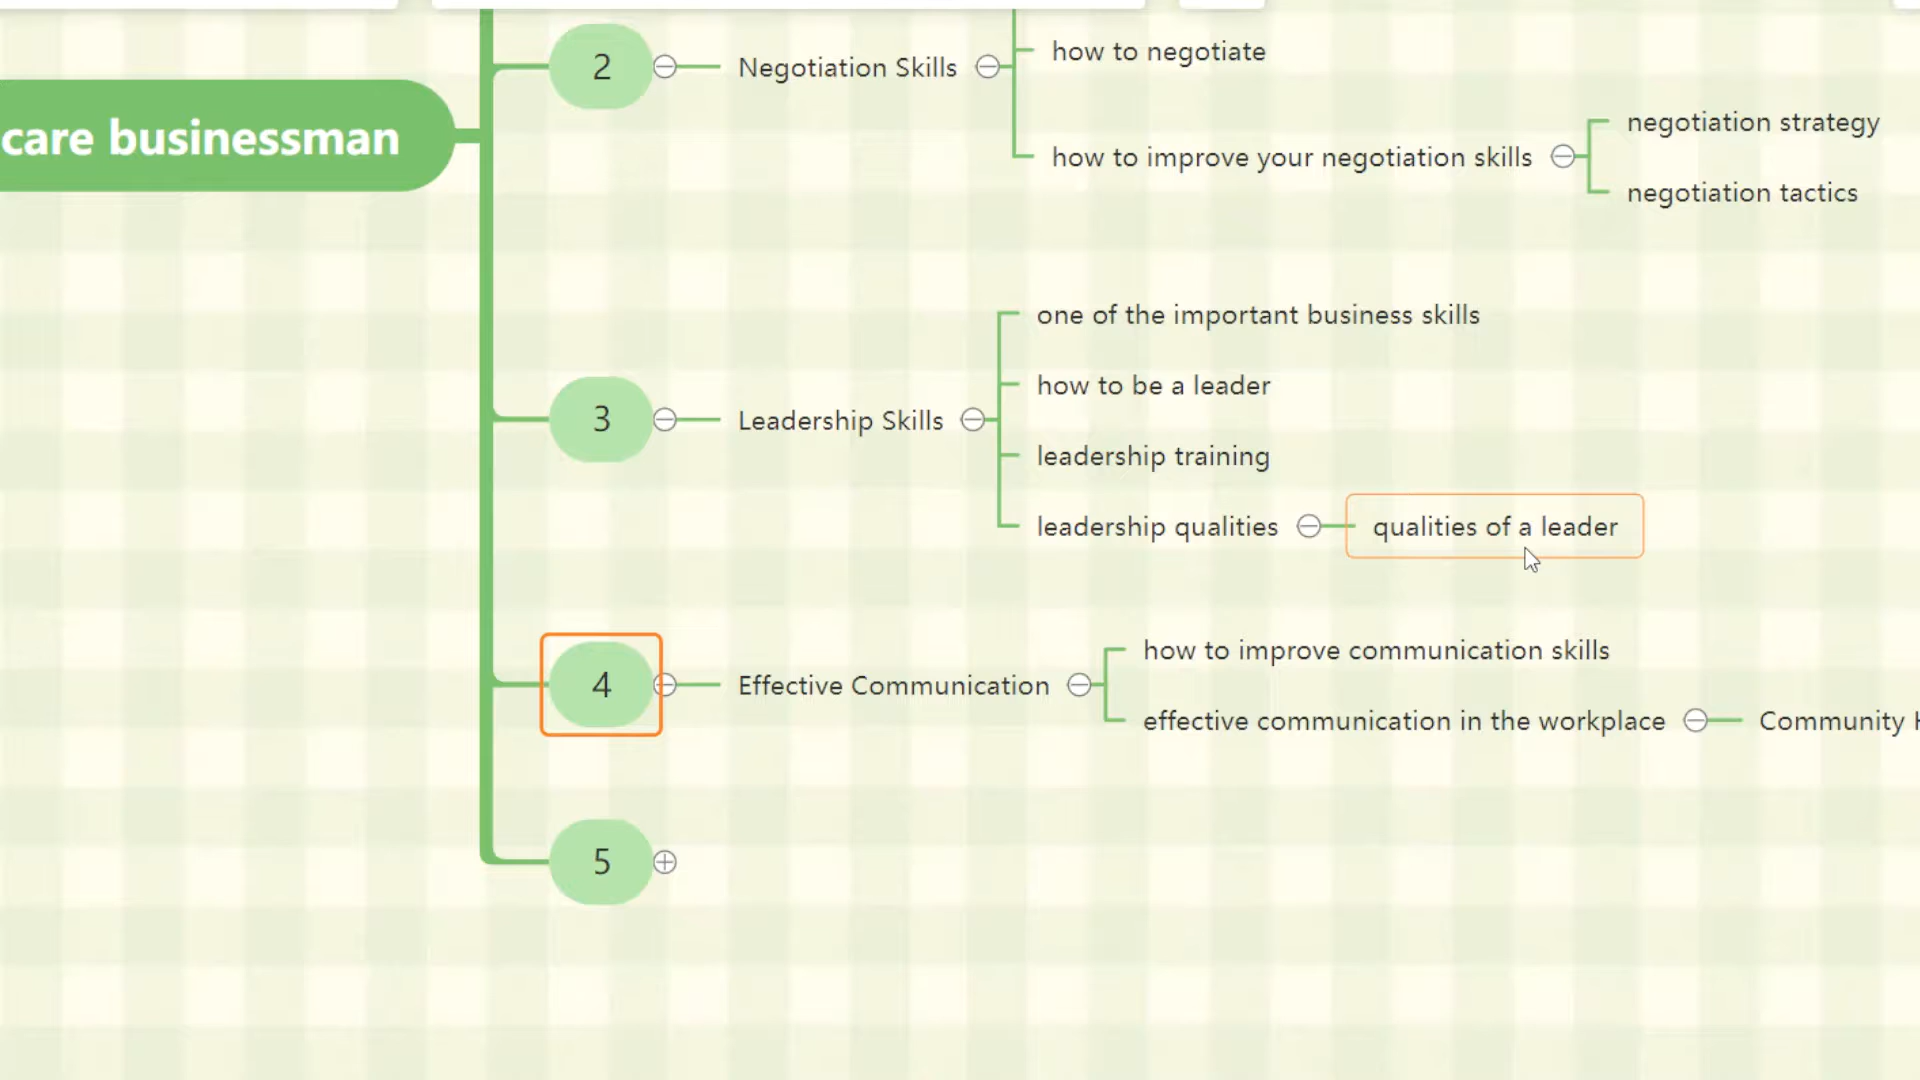 care businessman
2
Negotiation Skills
how to negotiate
how to improve your negotiation skills
negotiation strategy
negotiation tactics
3
Leadership Skills
one of the important business skills
how to be a leader
leadership training
leadership qualities
qualities of a leader
4
Effective Communication
how to improve communication skills
effective communication in the workplace
Community
5